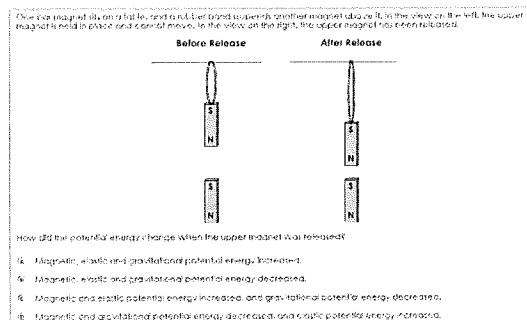 One bar magnet sits on a table, and a rubber band suspends another magnet above it. In the view on the left, the upper
magnet is held in place and cannot move. In the view on the right, the upper magnet has been released.
Before Release After Release
S S
N N
S S
N N
How did the potential energy change when the upper magnet was released?
Magnetic, elastic and gravitational potential energy increased.
Magnetic, elastic and gravitational potential energy decreased.
Magnetic and elastic potential energy increased, and gravitational potential energy decreased.
Magnetic and gravitational potential energy decreased, and elastic potential energy increased.